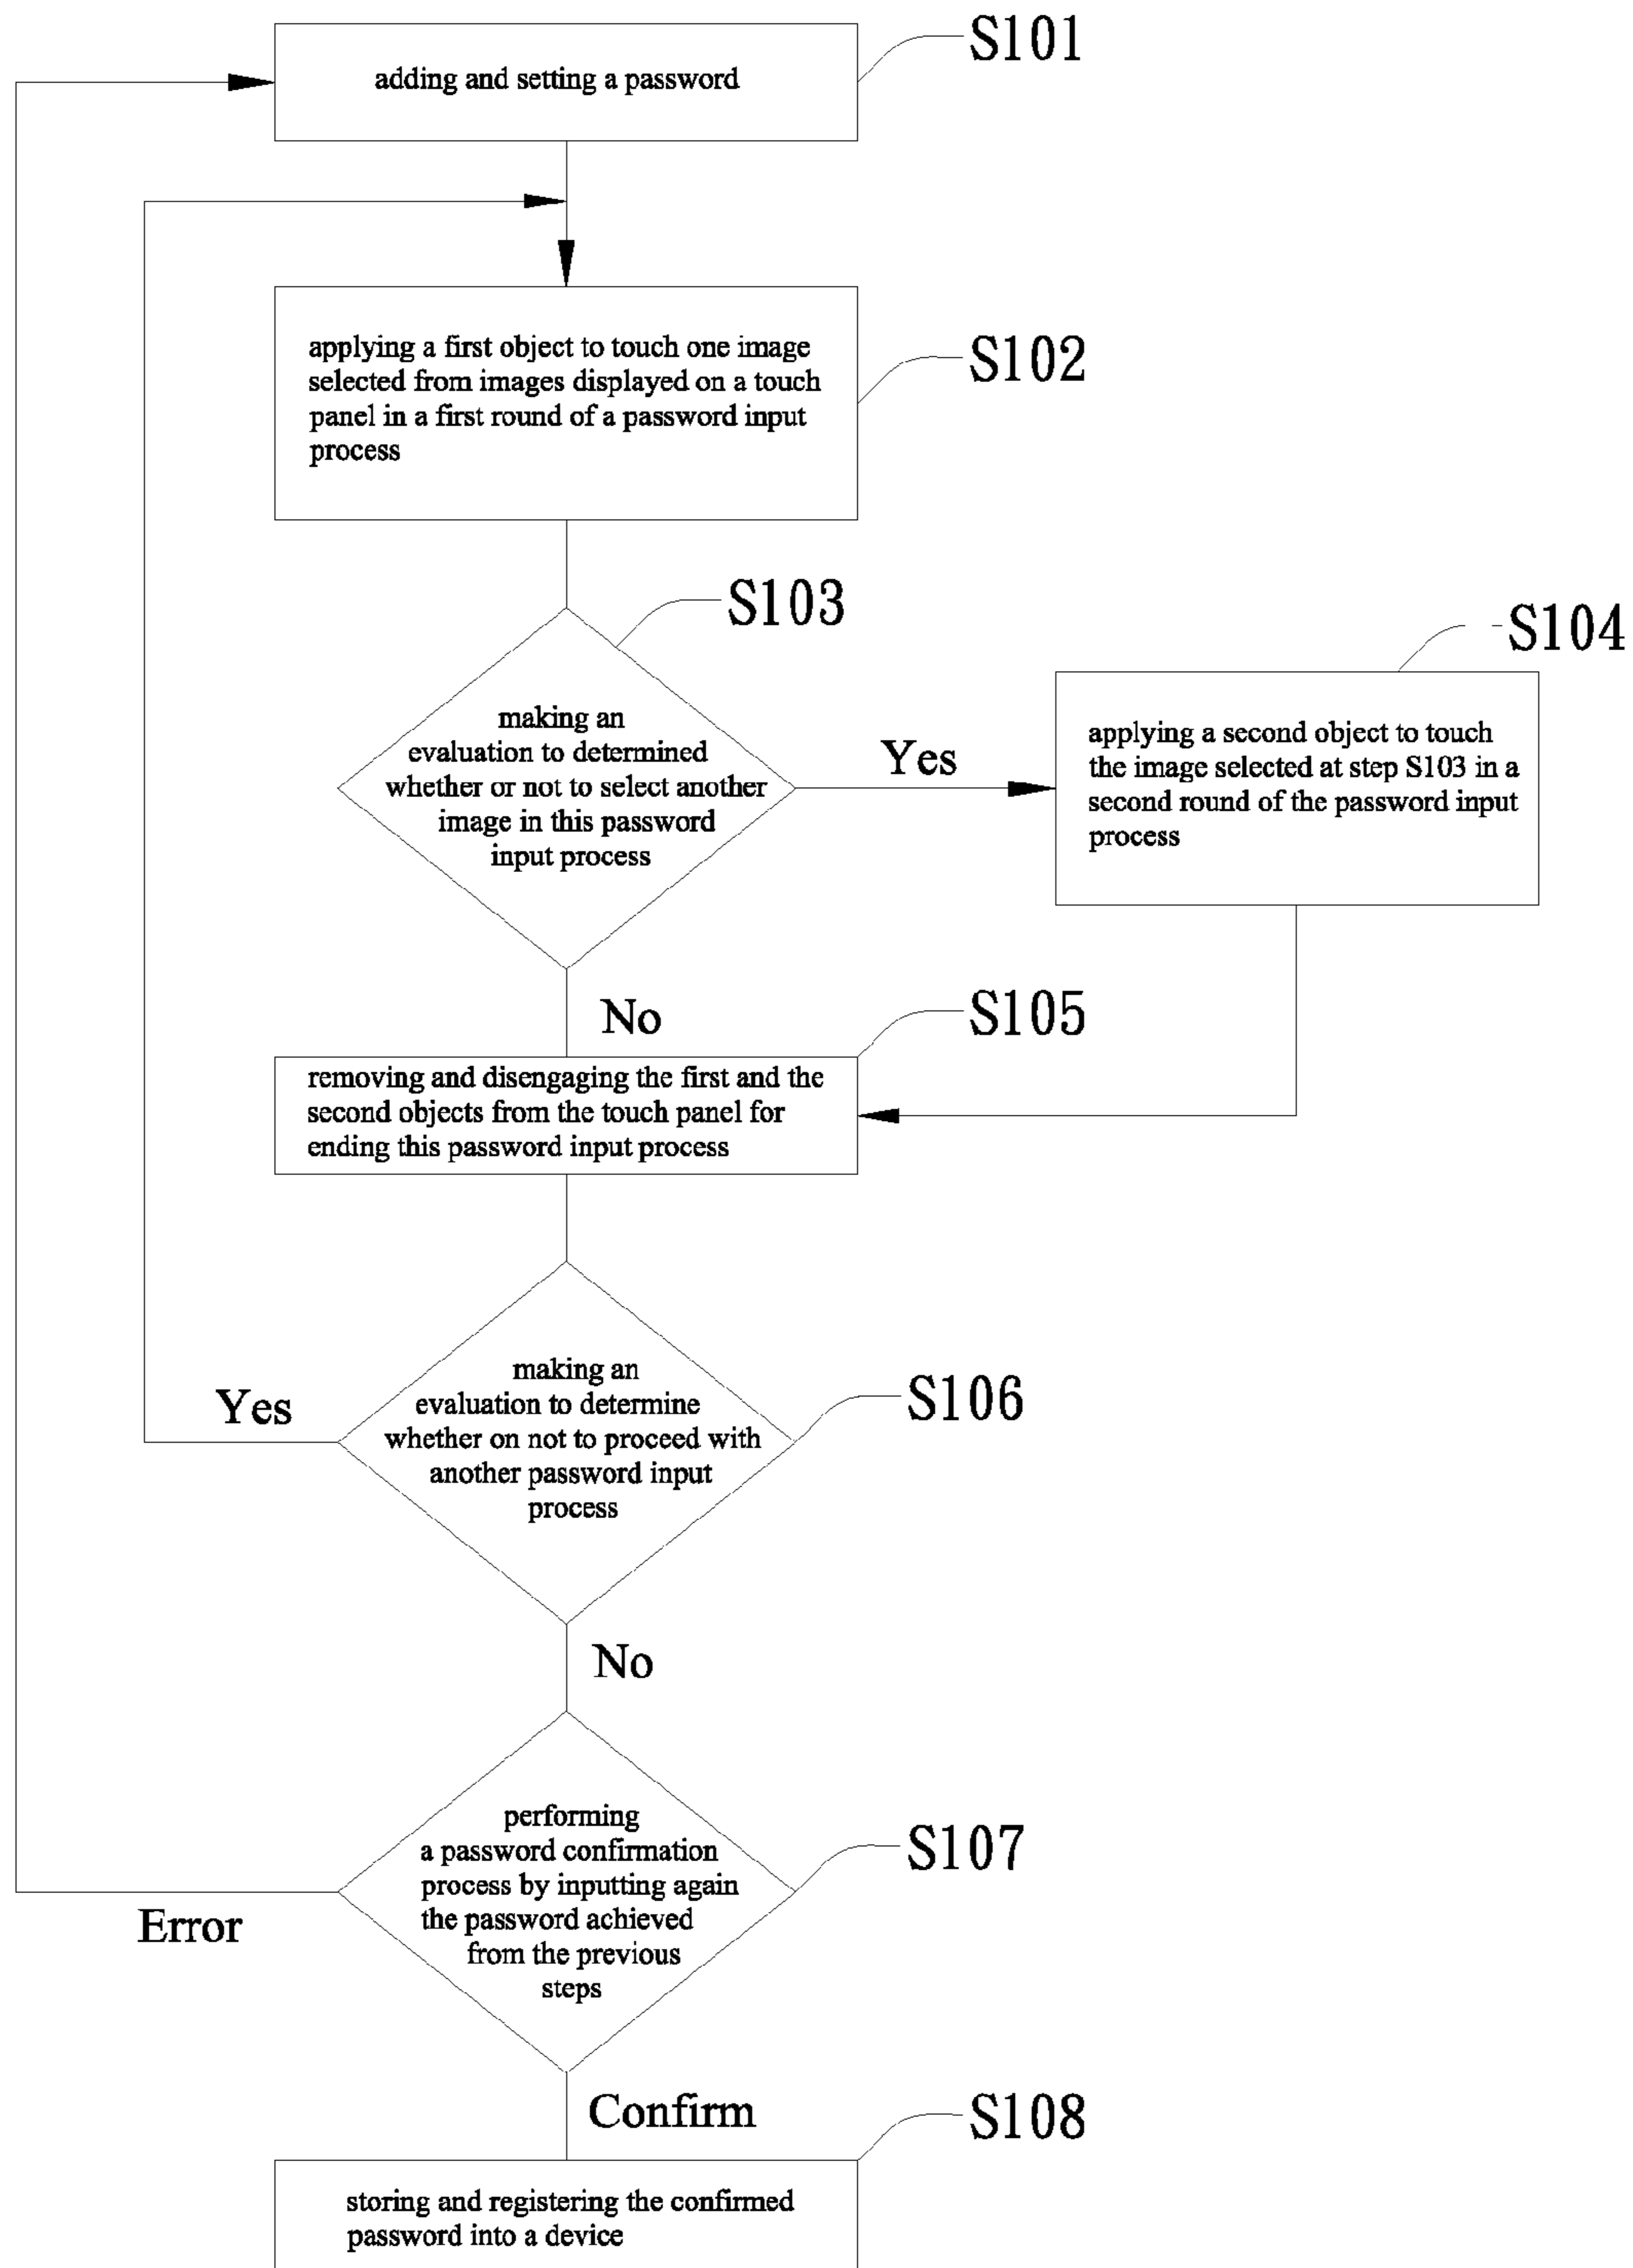 S101
adding and setting a password
applying a first object to touch one image
selected from images displayed on a touch
panel in a first round of a password input
process
S102
S103
making an
evaluation to determined
whether or not to select another
image in this password
input process
Yes
S104
applying a second object to touch
the image selected at step S103 in a
second round of the password input
process
No
S105
removing and disengaging the first and the
second objects from the touch panel for
ending this password input process
making an
evaluation to determine
whether on not to proceed with
another password input
process
S106
Yes
No
performing
a password confirmation
process by inputting again
the password achieved
from the previous
steps
S107
Error
Confirm
S108
storing and registering the confirmed
password into a device